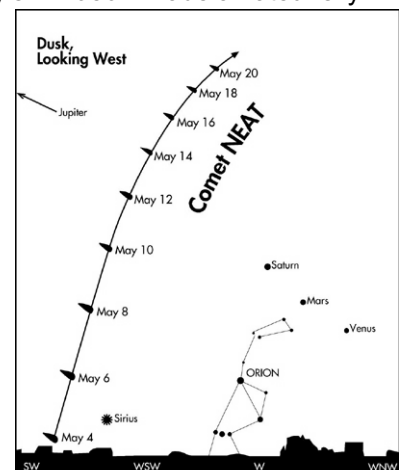 Dusk,
Looking West
May 20
May 18
Jupiter
May 16
May 14
Comet NEAT
May 12
May 10
Saturn
Mars
May 8
Venus
ORION
May 6
Sirius
May 4
SW WSW W WNW